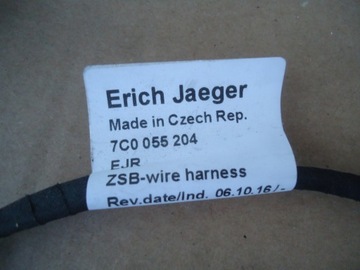 Erich Jaeger
Made in Czech Rep.
7C0 055 204
EJR
ZSB-wire harness
Rev.date/Ind. 06.10.16/-